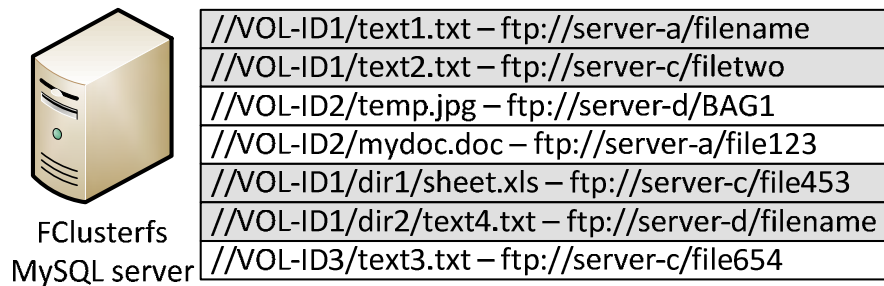 //VOL-ID1/text1.txt – ftp://server-a/filename
//VOL-ID1/text2.txt – ftp://server-c/filetwo
//VOL-ID2/temp.jpg – ftp://server-d/BAG1
//VOL-ID2/mydoc.doc – ftp://server-a/file123
//VOL-ID1/dir1/sheet.xls – ftp://server-c/file453
//VOL-ID1/dir2/text4.txt – ftp://server-d/filename
//VOL-ID3/text3.txt – ftp://server-c/file654
FClusterfs
MySQL server